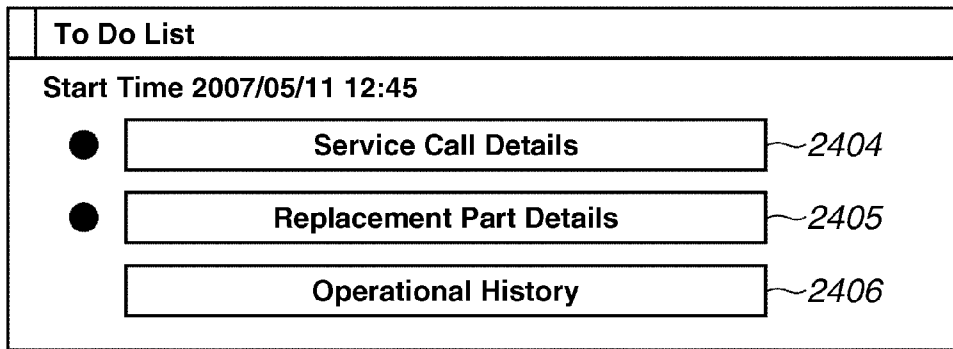 To Do List
Start Time 2007/05/11 12:45
Service Call Details 2404
Replacement Part Details 2405
Operational History 2406